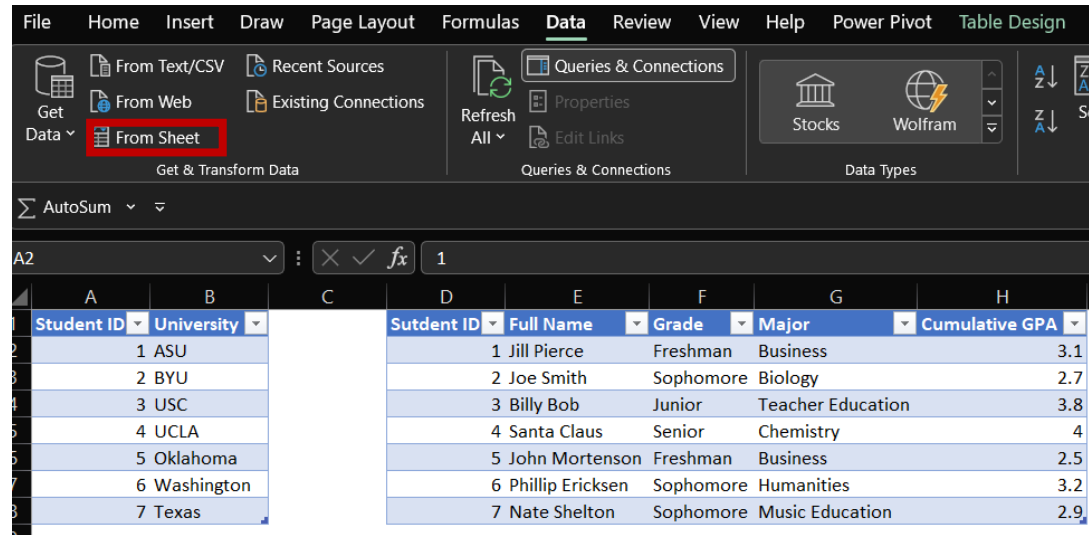 File Home Insert Draw Page Layout Formulas Data Review View Help Power Pivot Table Design
From Text/CSV Recent Sources Queries & Connections
Get Data From Web Existing Connections Refresh All Properties Stocks Wolfram
From Sheet Edit Links
Get & Transform Data Queries & Connections Data Types
AutoSum
A2 fx 1
A B C D E F G H
Student ID University Sutdent ID Full Name Grade Major Cumulative GPA
1 ASU 1 Jill Pierce Freshman Business 3.1
2 BYU 2 Joe Smith Sophomore Biology 2.7
3 USC 3 Billy Bob Junior Teacher Education 3.8
4 UCLA 4 Santa Claus Senior Chemistry 4
5 Oklahoma 5 John Mortenson Freshman Business 2.5
6 Washington 6 Phillip Ericksen Sophomore Humanities 3.2
7 Texas 7 Nate Shelton Sophomore Music Education 2.9